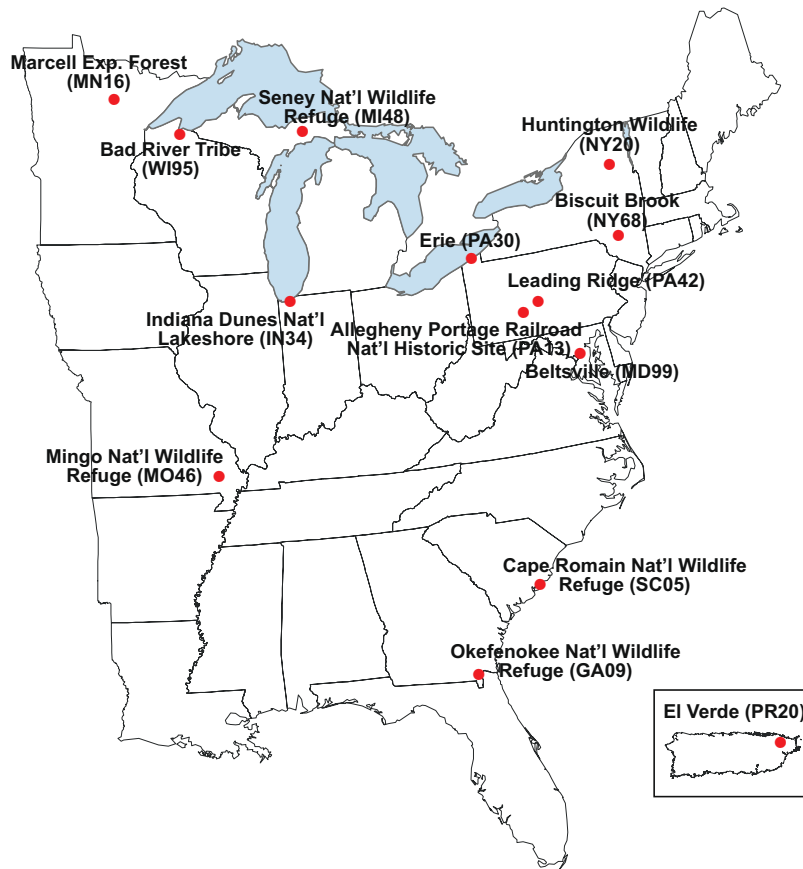 Marcell Exp. Forest
(MN16)
Seney Nat'l Wildlife
Refuge (MI48)
Huntington Wildlife
(NY20)
Bad River Tribe
(WI95)
Biscuit Brook
(NY68)
Erie (PA30)
Leading Ridge (PA42)
Indiana Dunes Nat'l
Lakeshore (IN34)
Allegheny Portage Railroad
Nat'l Historic Site (PA13)
Beltsville (MD99)
Mingo Nat'l Wildlife
Refuge (MO46)
Cape Romain Nat'l Wildlife
Refuge (SC05)
Okefenokee Nat'l Wildlife
Refuge (GA09)
El Verde (PR20)